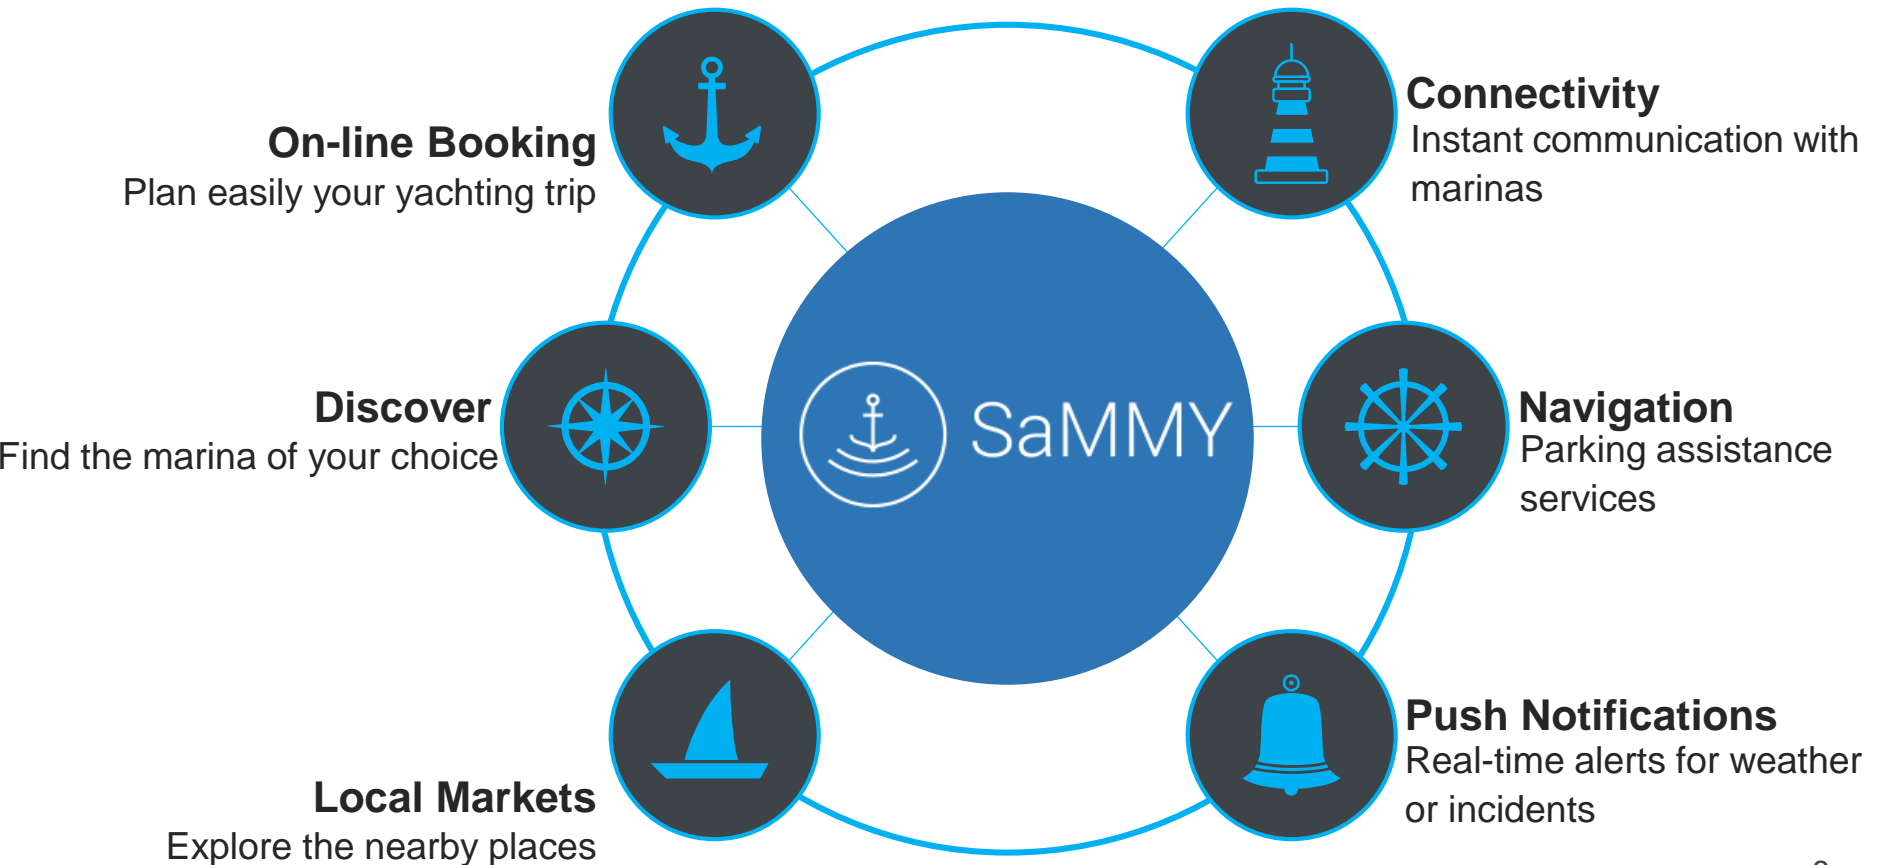 On-line Booking
Plan easily your yachting trip
Connectivity
Instant communication with
marinas
Discover
Find the marina of your choice
SaMMY
Navigation
Parking assistance
services
Local Markets
Explore the nearby places
Push Notifications
Real-time alerts for weather
or incidents